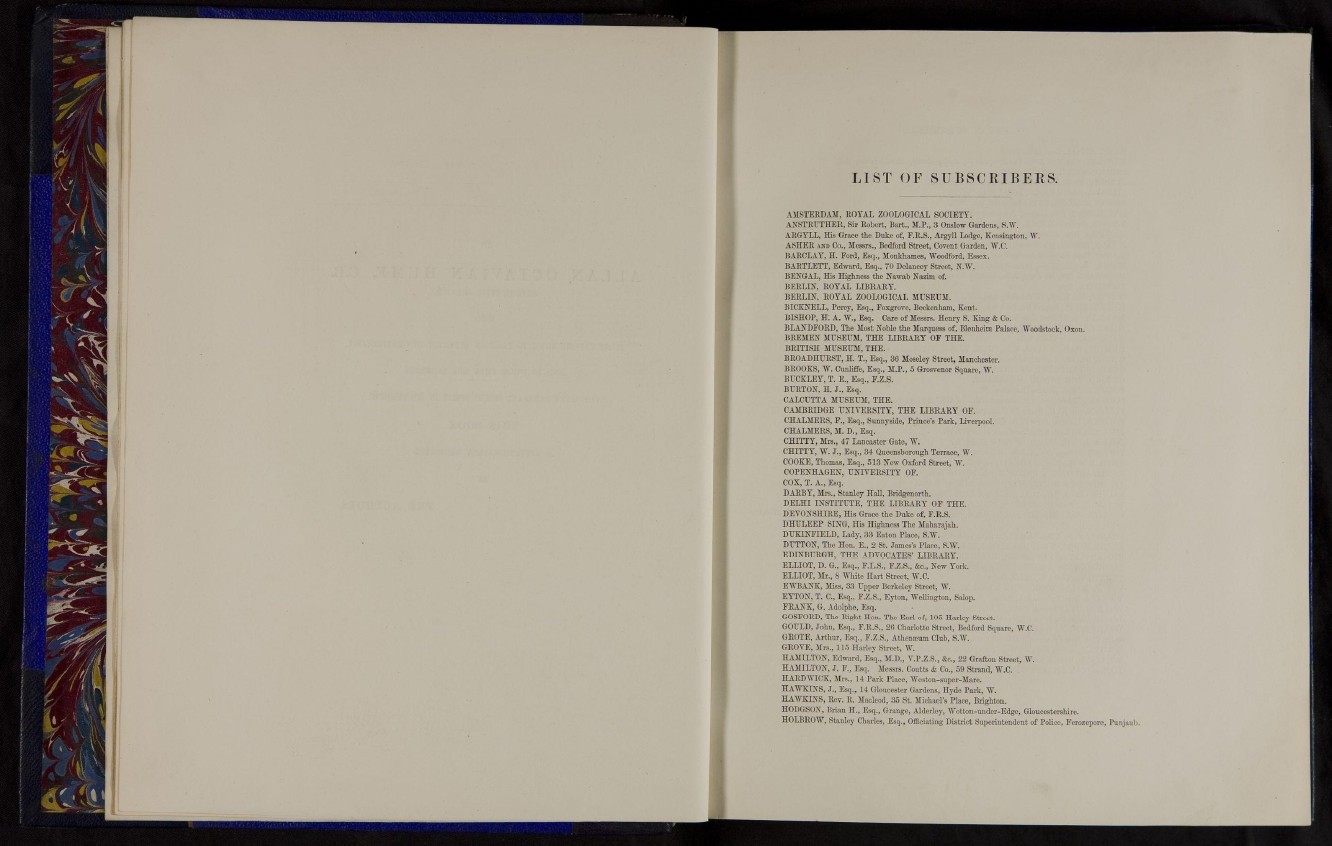 LIST OF SUBSCRIBERS.
AMSTERDAM, ROYAL ZOOLOGICAL SOCIETY.
ANSTRUTHER, Sir Robert, Bart., M.P., 3 Onslow Gardens, S.W.
ARGYLL, His Grace the Duke of, F.R.S., Argyll Lodge, Kensington, W.
ASHER AND Co., Messrs., Bedford Street, Covent Garden, W.C.
BARCLAY, H. Ford, Esq., Monkhames, Woodford, Essex.
BARTLETT, Edward, Esq., 70 Delancey Street, N.W.
BENGAL, His Highness the Nawab Nazim of.
BERLIN, ROYAL LIBRARY.
BERLIN, ROYAL ZOOLOGICAL MUSEUM.
BICKNELL, Percy, Esq., Foxgrove, Beckenham, Kent.
BISHOP, H. A. W., Esq. Care of Messrs. Henry S. King & Co.
BLANDFORD, The Most Noble the Marquess of, Blenheim Palace, Woodstock, Oxon.
BREMEN MUSEUM, THE LIBRARY OF THE.
BRITISH MUSEUM, THE.
BROADHURST, H. T., Esq., 36 Moseley Street, Manchester.
BROOKS, W. Cunliffe, Esq., M.P., 5 Grosvenor Square, W.
BUCKLEY, T. E., Esq., F.Z.S.
BURTON, H. J., Esq.
CALCUTTA MUSEUM, THE.
CAMBRIDGE UNIVERSITY, THE LIBRARY OF.
CHALMERS, F., Esq., Sunnyside, Prince's Park, Liverpool.
CHALMERS, M. D., Esq.
CHITTY, Mrs., 47 Lancaster Gate, W.
CHITTY, W. J., Esq., 34 Queensborough Terrace, W.
COOKE, Thomas, Esq., 513 New Oxford Street, W.
COPENHAGEN, UNIVERSITY OF.
COX, T. A., Esq.
DARBY, Mrs., Stanley Hall, Bridgenorth.
DELHI INSTITUTE, THE LIBRARY OF THE.
DEVONSHIRE, His Grace the Duke of, F.R.S.
DHULEEP SING, His Highness The Maharajah.
DUKINFIELD, Lady, 33 Eaton Place, S.W.
DUTTON, The Hon. E., 2 St. James's Place, S.W.
EDINBURGH, THE ADVOCATES' LIBRARY.
ELLIOT, D. G., Esq., F.L.S., F.Z.S., &c., New York.
ELLIOT, Mr., 8 White Hart Street, W.C.
EWBANK, Miss, 33 Upper Berkeley Street, W.
EYTON, T. C., Esq., F.Z.S., Eyton, Wellington, Salop.
FRANK, G. Adolphe, Esq.
GOSFORD, The Right Hon. The Earl of, 105 Harley Street.
GOULD, John, Esq., F.R.S., 26 Charlotte Street, Bedford Square, W.C.
GROTE, Arthur, Esq., F.Z.S., Athenæum Club, S.W.
GROVE, Mrs., 115 Harley Street, W.
HAMILTON, Edward, Esq., M.D., V.P.Z.S., &c., 22 Grafton Street, W.
HAMILTON, J. F., Esq. Messrs. Coutts & Co., 59 Strand, W.C.
HARDWICK, Mrs., 14 Park Place, Weston-super-Mare.
HAWKINS, J., Esq., 14 Gloucester Gardens, Hyde Park, W.
HAWKINS, Rev. R. Macleod, 35 St. Michael's Place, Brighton.
HODGSON, Brian H., Esq., Grange, Alderley, Wotton-under-Edge, Gloucestershire.
HOLBROW, Stanley Charles, Esq., Officiating District Superintendent of Police, Ferozepore, Punjaub.